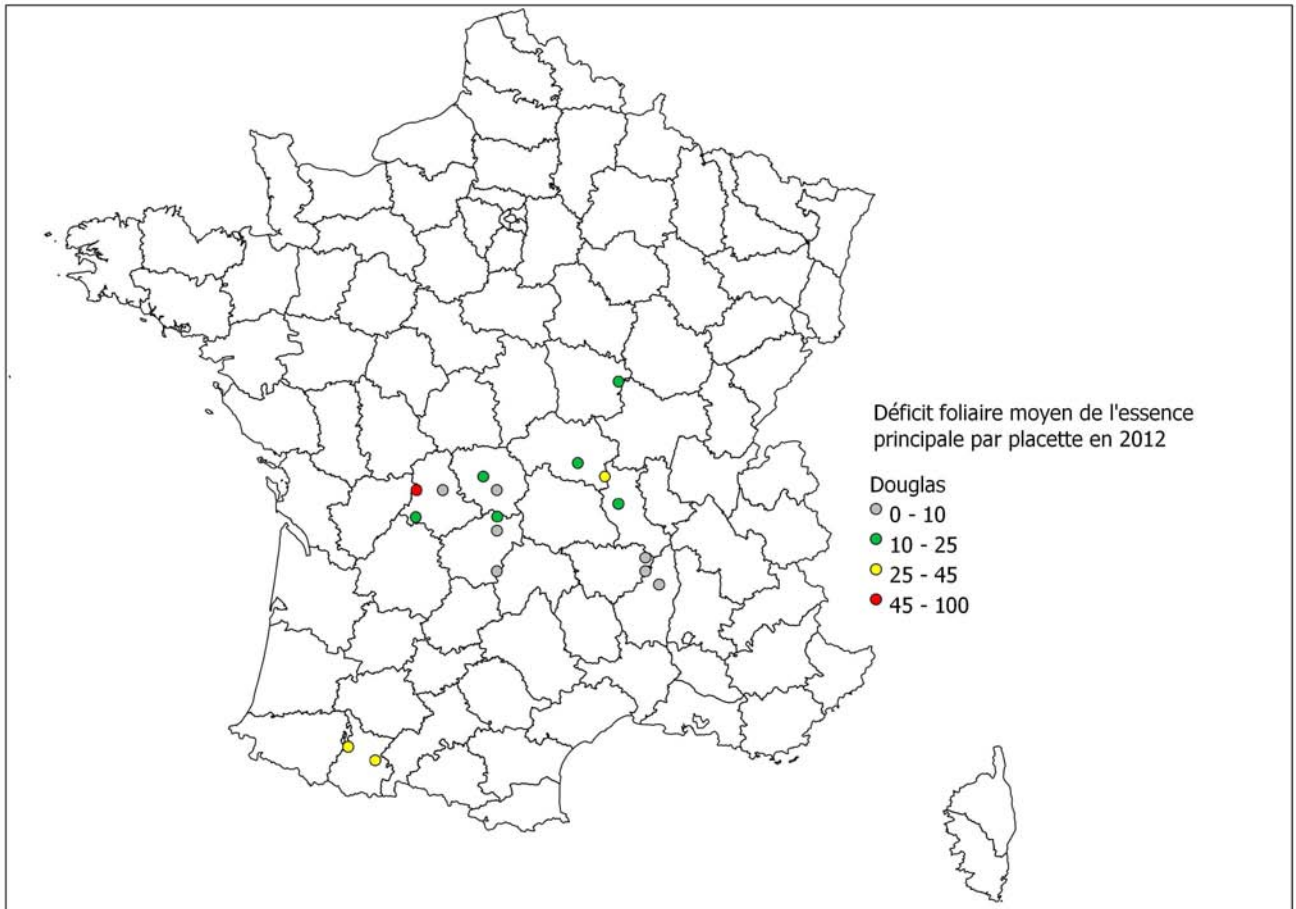 Déficit foliaire moyen de l'essence
principale par placette en 2012
Douglas
0 - 10
10 - 25
25 - 45
45 - 100